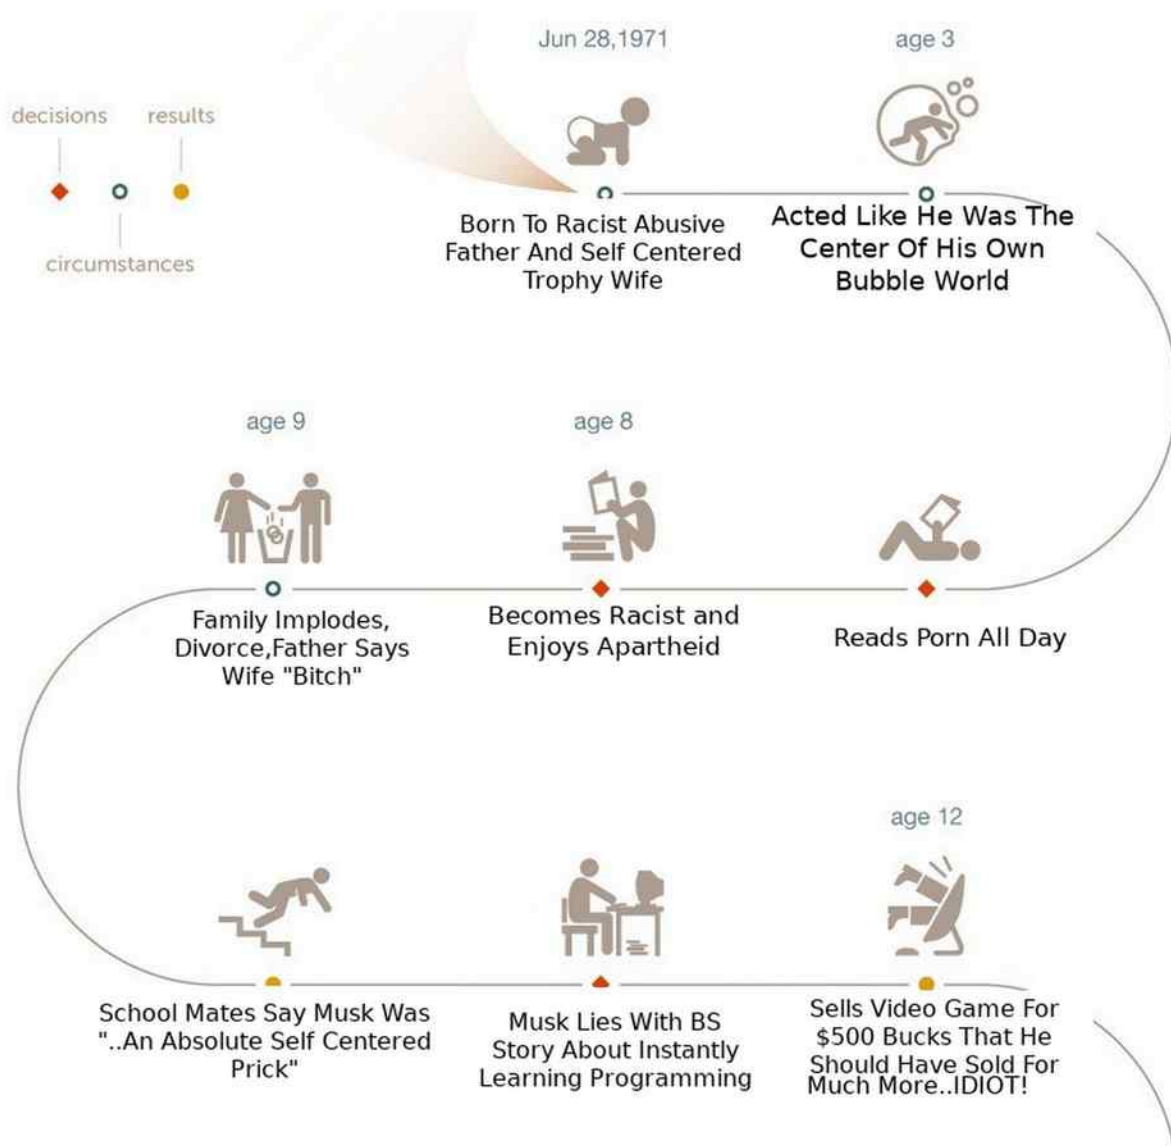 Jun 28,1971
age 3
decisions
results
circumstances
Born To Racist Abusive
Father And Self Centered
Trophy Wife
Acted Like He Was The
Center Of His Own
Bubble World
age 9
age 8
Family Implodes,
Divorce,Father Says
Wife "Bitch"
Becomes Racist and
Enjoys Apartheid
Reads Porn All Day
age 12
School Mates Say Musk Was
"..An Absolute Self Centered
Prick"
Musk Lies With BS
Story About Instantly
Learning Programming
Sells Video Game For
$500 Bucks That He
Should Have Sold For
Much More..IDIOT!